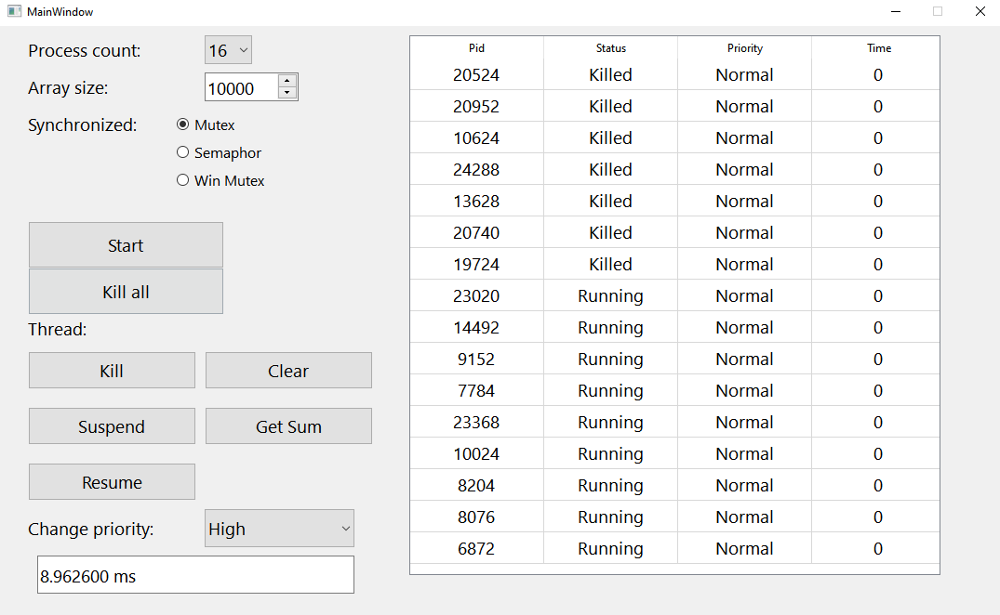 MainWindow
Process count: 16
Array size: 10000
Synchronized: Mutex
Semaphor
Win Mutex
Start
Kill all
Thread:
Kill Clear
Suspend Get Sum
Resume
Change priority: High
8.962600 ms
Pid Status Priority Time
20524 Killed Normal 0
20952 Killed Normal 0
10624 Killed Normal 0
24288 Killed Normal 0
13628 Killed Normal 0
20740 Killed Normal 0
19724 Killed Normal 0
23020 Running Normal 0
14492 Running Normal 0
9152 Running Normal 0
7784 Running Normal 0
23368 Running Normal 0
10024 Running Normal 0
8204 Running Normal 0
8076 Running Normal 0
6872 Running Normal 0